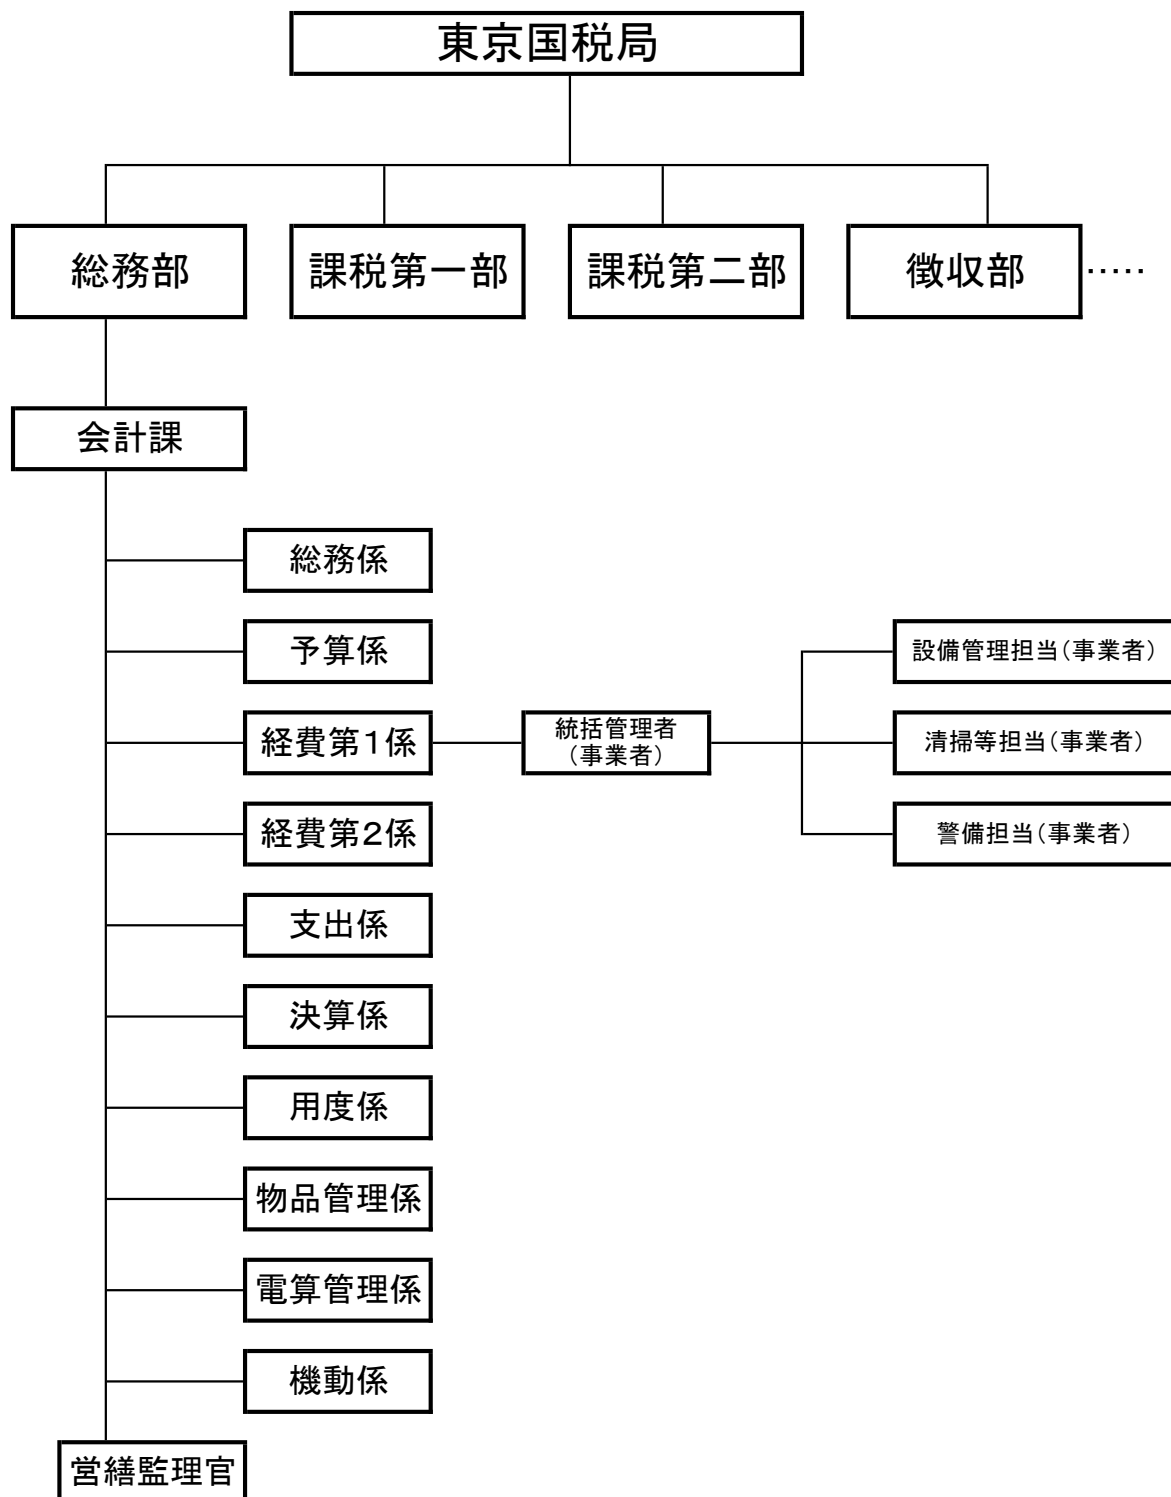 東京国税局
総務部
課税第一部
課税第二部
徴収部
‥‥‥
会計課
総務係
予算係
設備管理担当（事業者）
経費第１係
統括管理者
（事業者）
清掃等担当（事業者）
経費第２係
警備担当（事業者）
支出係
決算係
用度係
物品管理係
電算管理係
機動係
営繕監理官